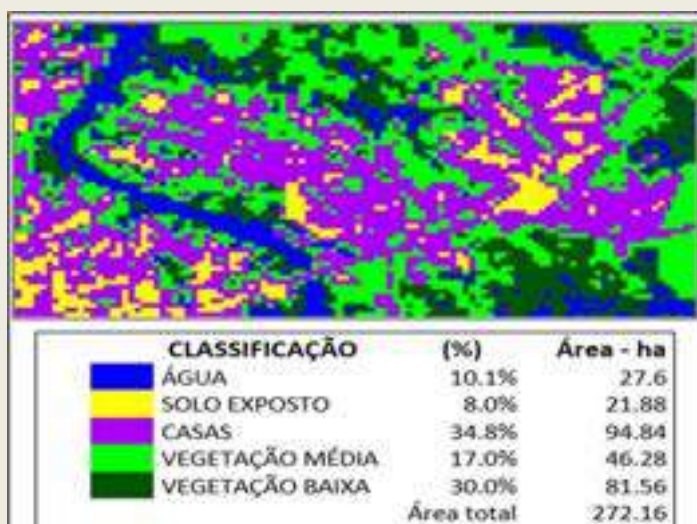 CLASSIFICAÇÃO (%) Área - ha
ÁGUA 10.1% 27.6
SOLO EXPOSTO 8.0% 21.88
CASAS 34.8% 94.84
VEGETAÇÃO MÉDIA 17.0% 46.28
VEGETAÇÃO BAIXA 30.0% 81.56
Área total 272.16